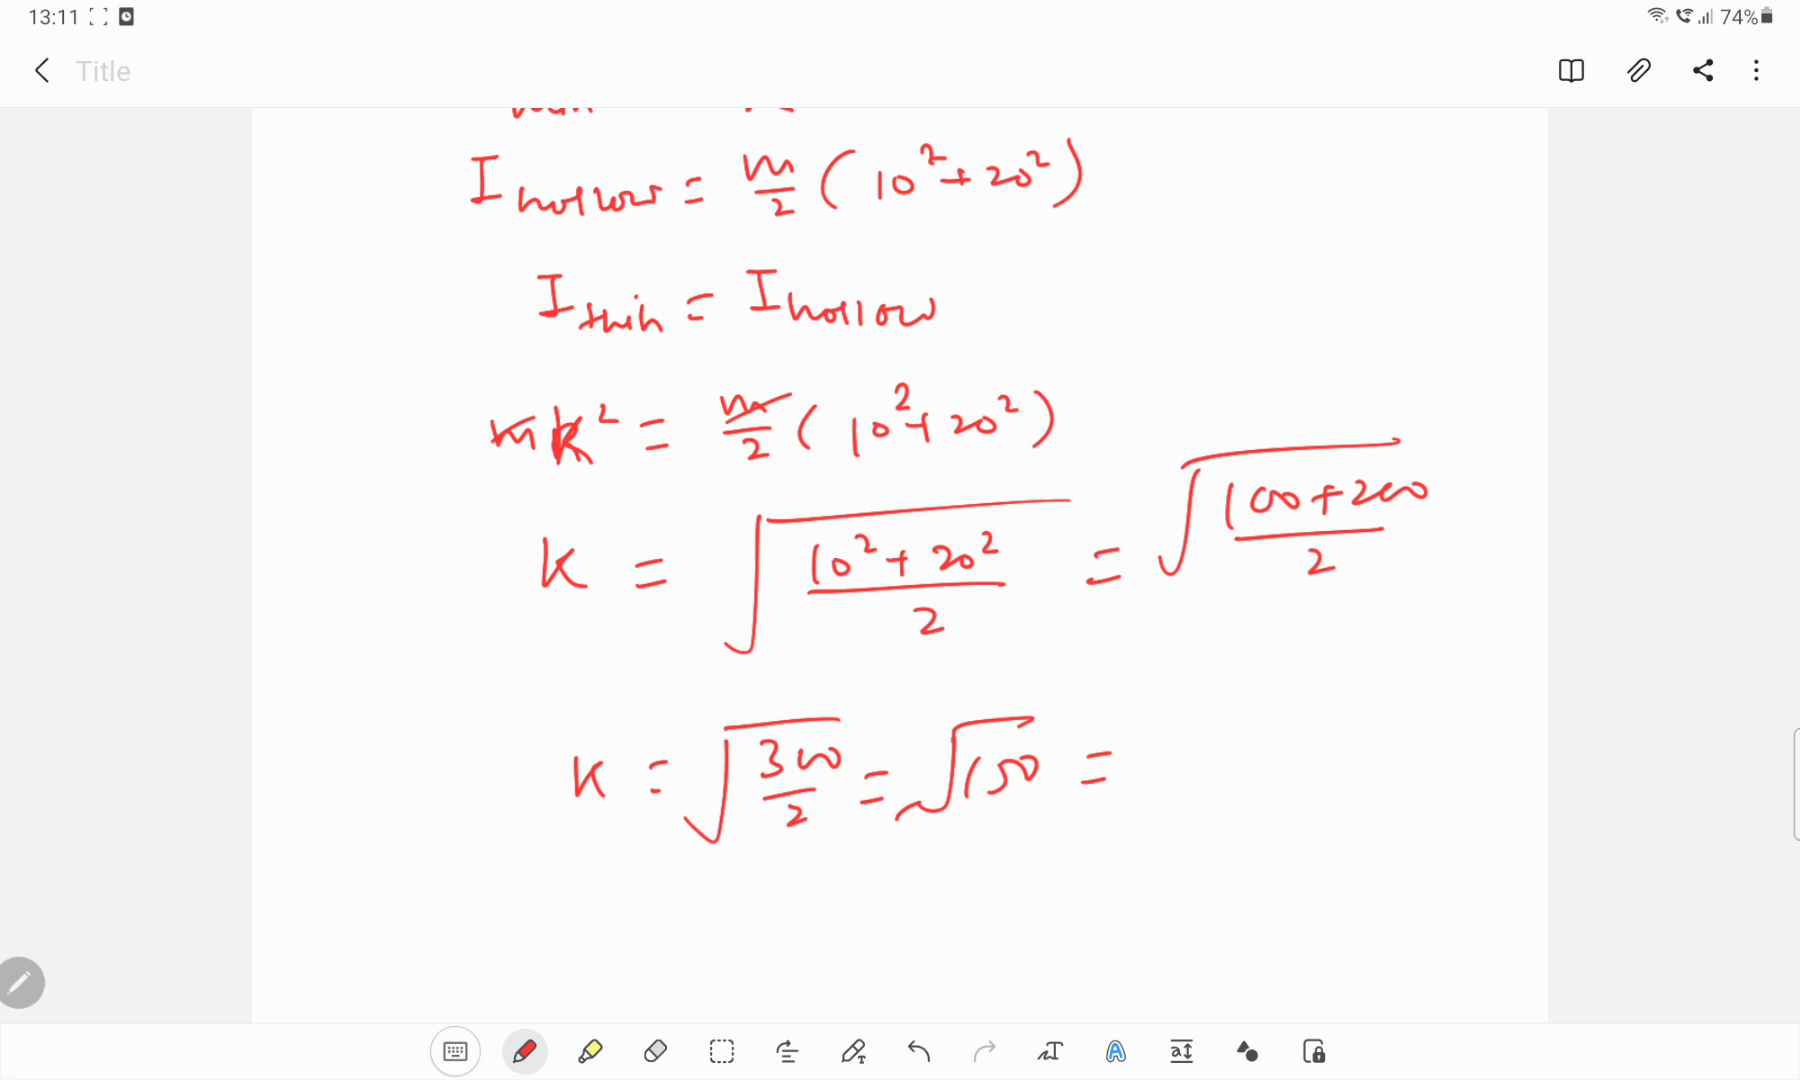 13:11 74%
Title
I hollow = m/2 ( 10² + 20² )
I thin = I hollow
mk² = m/2 ( 10² + 20² )
K = √((10² + 20²)/2) = √((100 + 200)/2)
K = √(300/2) = √150 =